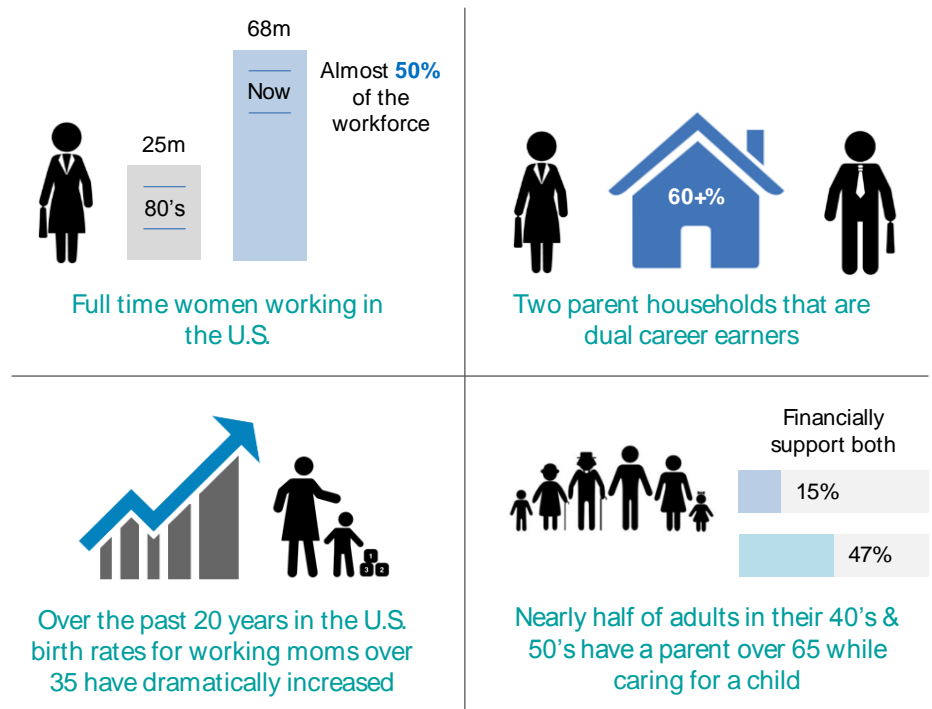 68m
Now
25m
80's
Almost 50%
of the
workforce
Full time women working in
the U.S.
60+%
Two parent households that are
dual career earners
1
3 2
Over the past 20 years in the U.S.
birth rates for working moms over
35 have dramatically increased
Financially
support both
15%
47%
Nearly half of adults in their 40's &
50's have a parent over 65 while
caring for a child